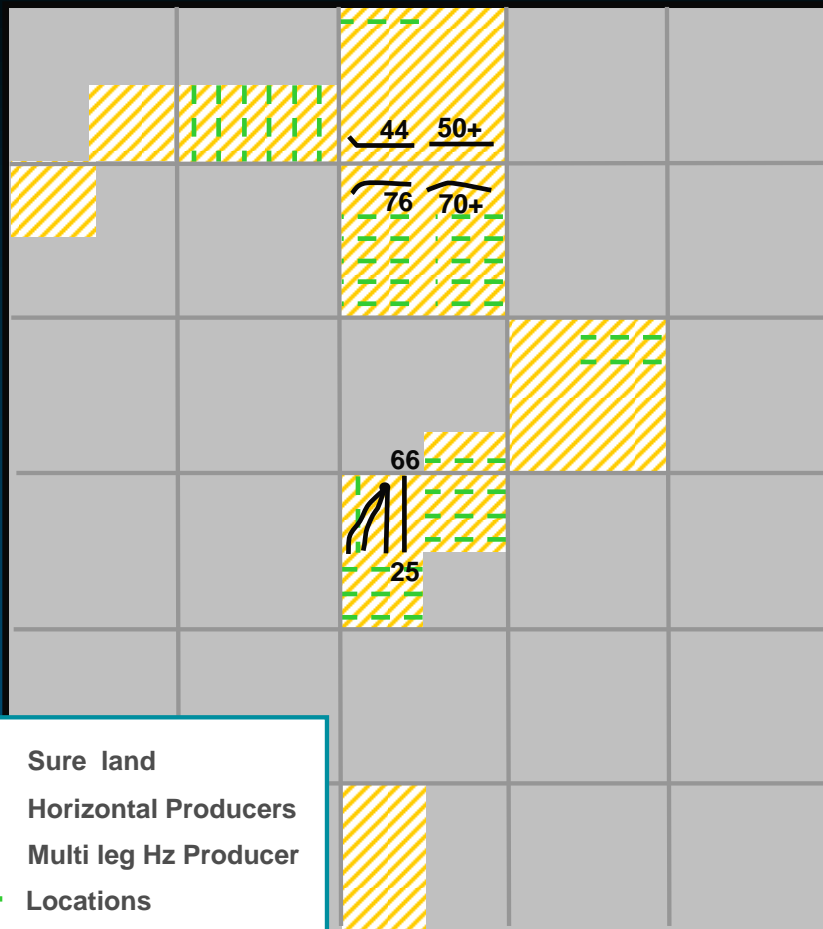 44 50+
76 70+
66
25
Sure land
Horizontal Producers
Multi leg Hz Producer
Locations